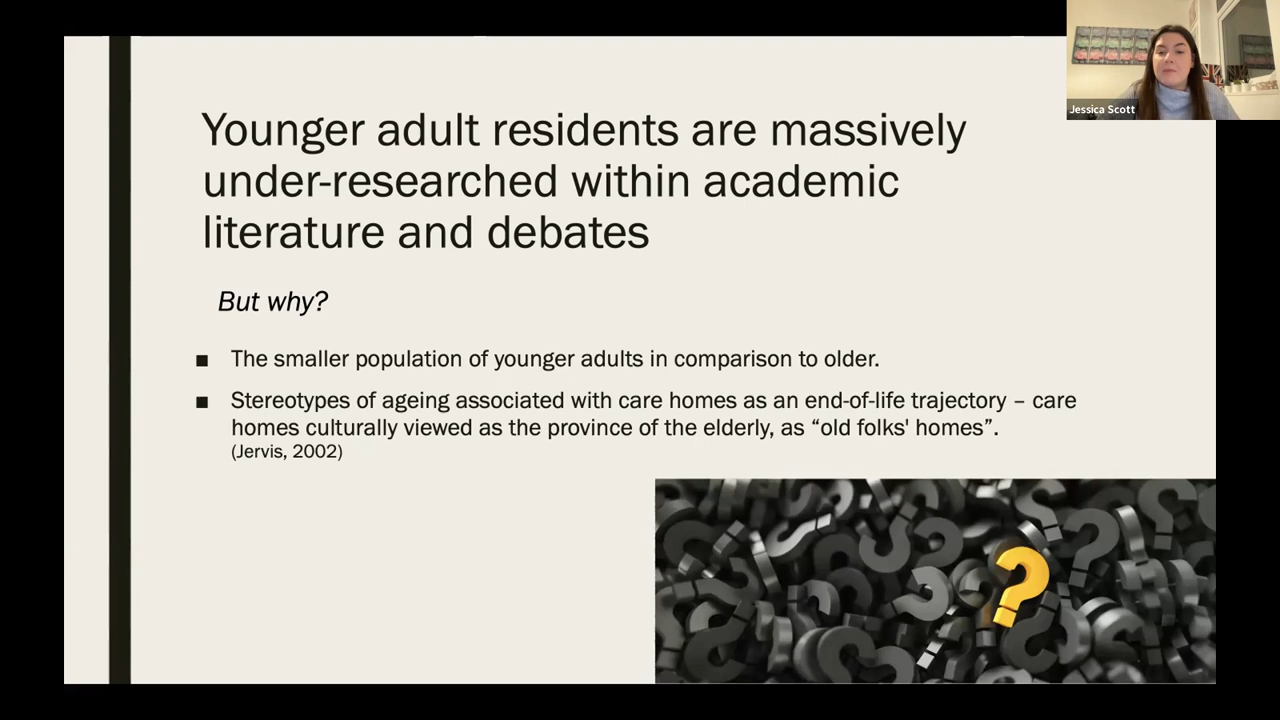 Jessica Scott
Younger adult residents are massively
under-researched within academic
literature and debates
But why?
■ The smaller population of younger adults in comparison to older.
■ Stereotypes of ageing associated with care homes as an end-of-life trajectory – care
homes culturally viewed as the province of the elderly, as “old folks' homes”.
(Jervis, 2002)